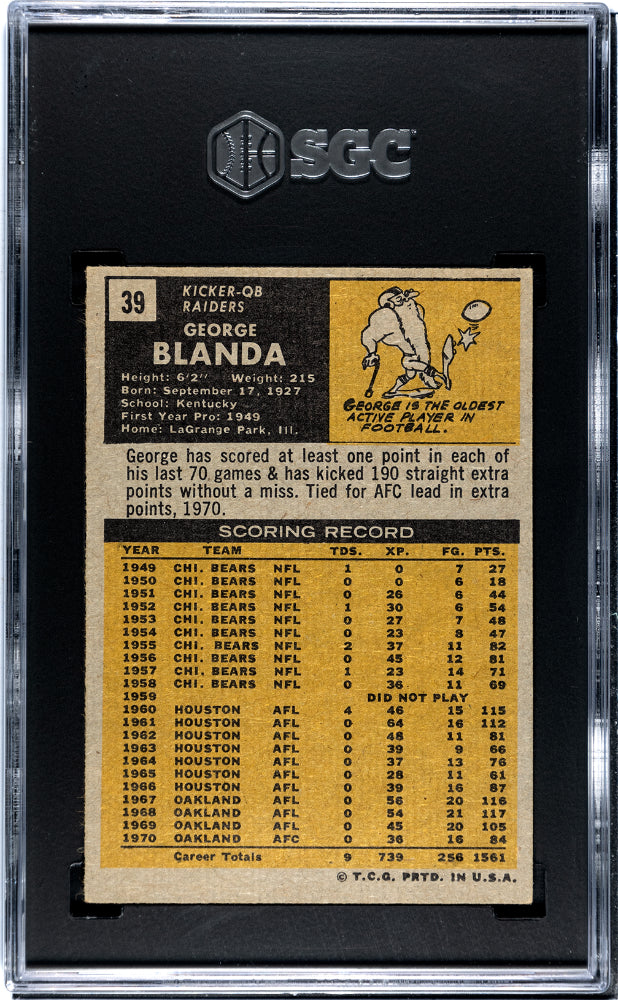 SGC
39
KICKER-QB
RAIDERS
GEORGE
BLANDA
Height: 6'2" Weight: 215
Born: September 17, 1927
School: Kentucky
First Year Pro: 1949
Home: LaGrange Park, Ill.
GEORGE IS THE OLDEST
ACTIVE PLAYER IN
FOOTBALL.
George has scored at least one point in each of
his last 70 games & has kicked 190 straight extra
points without a miss. Tied for AFC lead in extra
points, 1970.
SCORING RECORD
YEAR TEAM TDS. XP. FG. PTS.
1949 CHI. BEARS NFL 1 0 7 27
1950 CHI. BEARS NFL 0 0 6 18
1951 CHI. BEARS NFL 0 26 6 44
1952 CHI. BEARS NFL 1 30 6 54
1953 CHI. BEARS NFL 0 27 7 48
1954 CHI. BEARS NFL 0 23 8 47
1955 CHI. BEARS NFL 2 37 11 82
1956 CHI. BEARS NFL 0 45 12 81
1957 CHI. BEARS NFL 1 23 14 71
1958 CHI. BEARS NFL 0 36 11 69
1959 DID NOT PLAY
1960 HOUSTON AFL 4 46 15 115
1961 HOUSTON AFL 0 64 16 112
1962 HOUSTON AFL 0 48 11 81
1963 HOUSTON AFL 0 39 9 66
1964 HOUSTON AFL 0 37 13 76
1965 HOUSTON AFL 0 28 11 61
1966 HOUSTON AFL 0 39 16 87
1967 OAKLAND AFL 0 56 20 116
1968 OAKLAND AFL 0 54 21 117
1969 OAKLAND AFL 0 45 20 105
1970 OAKLAND AFC 0 36 16 84
Career Totals 9 739 256 1561
© T.C.G. PRTD. IN U.S.A.